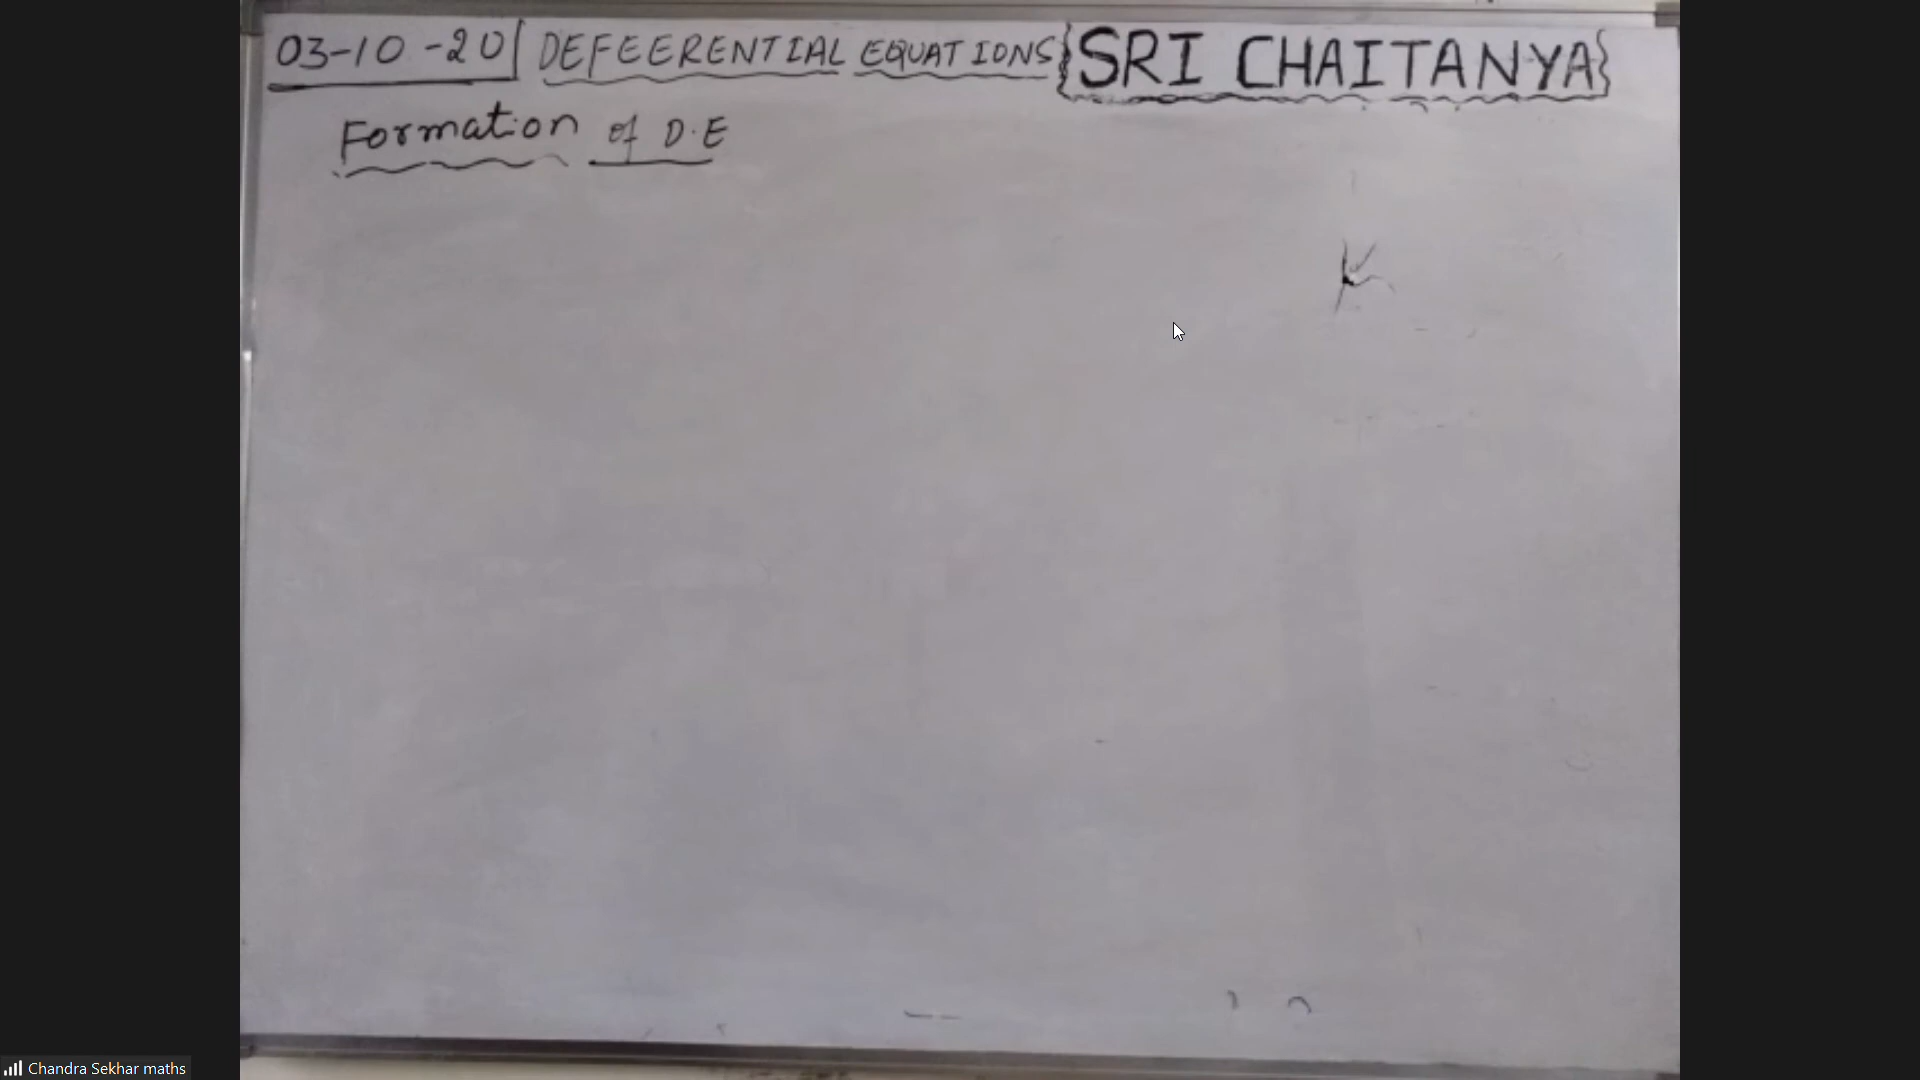 03-10-20 DEFEERENTIAL EQUATIONS {SRI CHAITANYA}
Formation of D.E
Chandra Sekhar maths